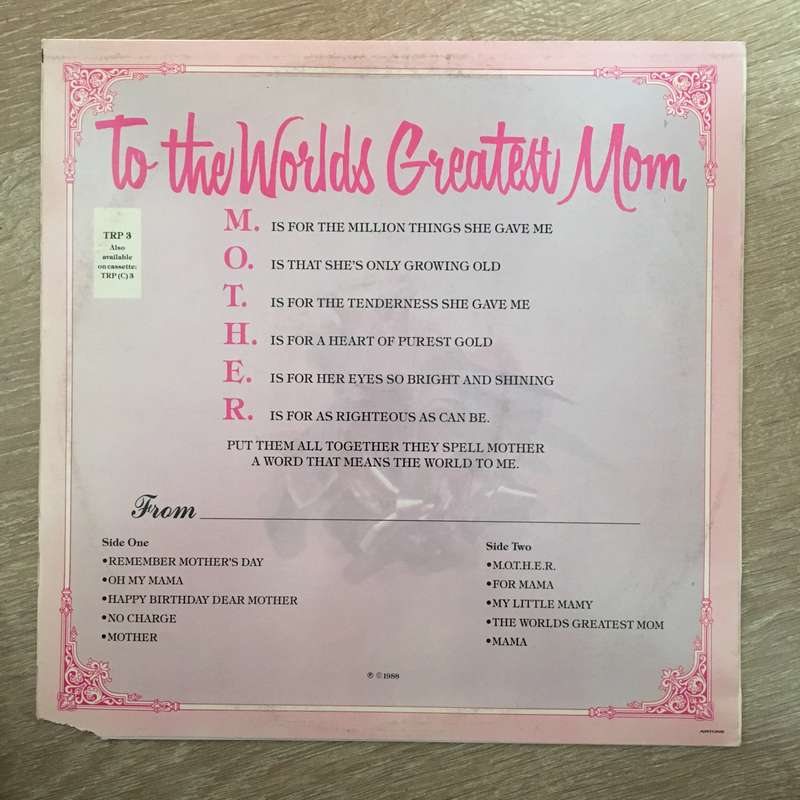 To the Worlds Greatest Mom
TRP 3
Also
available
on cassette:
TRP (C) 3
M. IS FOR THE MILLION THINGS SHE GAVE ME
O. IS THAT SHE'S ONLY GROWING OLD
T. IS FOR THE TENDERNESS SHE GAVE ME
H. IS FOR A HEART OF PUREST GOLD
E. IS FOR HER EYES SO BRIGHT AND SHINING
R. IS FOR AS RIGHTEOUS AS CAN BE.
PUT THEM ALL TOGETHER THEY SPELL MOTHER
A WORD THAT MEANS THE WORLD TO ME.
From
Side One
•REMEMBER MOTHER'S DAY
•OH MY MAMA
•HAPPY BIRTHDAY DEAR MOTHER
•NO CHARGE
•MOTHER
Side Two
•M.O.T.H.E.R.
•FOR MAMA
•MY LITTLE MAMY
•THE WORLDS GREATEST MOM
•MAMA
℗ ©1988
ARTONE